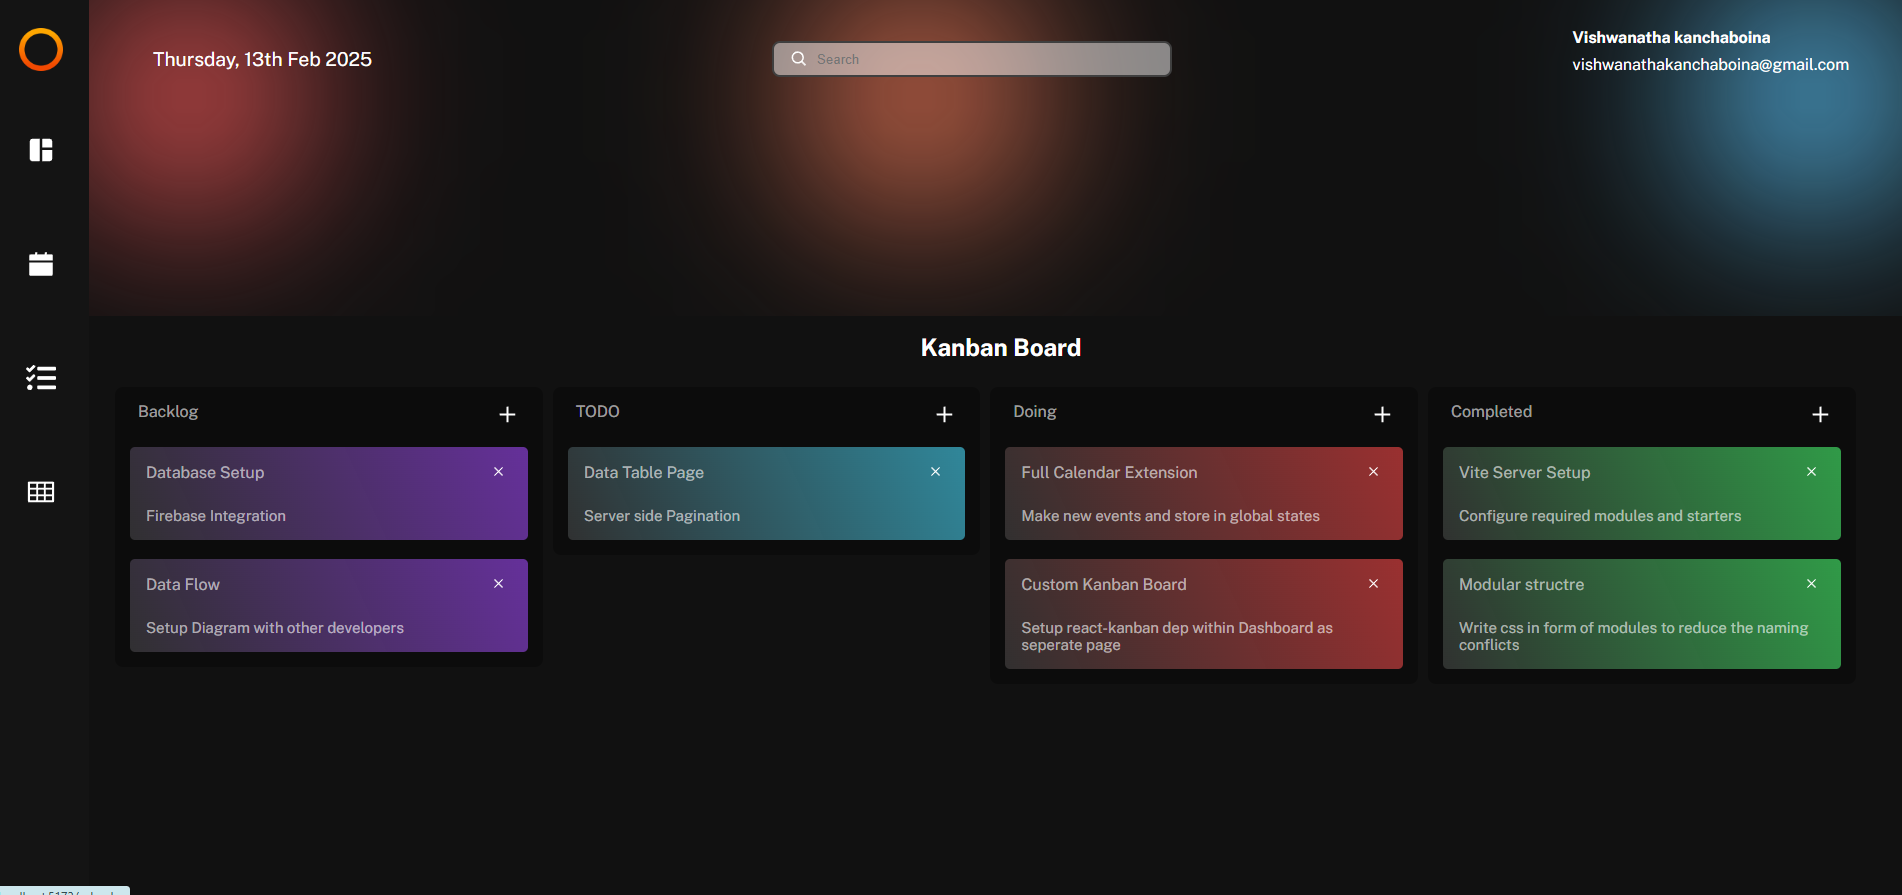 Thursday, 13th Feb 2025
Search
Vishwanatha kanchaboina
vishwanathakanchaboina@gmail.com
Kanban Board
Backlog
Database Setup
Firebase Integration
Data Flow
Setup Diagram with other developers
TODO
Data Table Page
Server side Pagination
Doing
Full Calendar Extension
Make new events and store in global states
Custom Kanban Board
Setup react-kanban dep within Dashboard as
seperate page
Completed
Vite Server Setup
Configure required modules and starters
Modular structre
Write css in form of modules to reduce the naming
conflicts